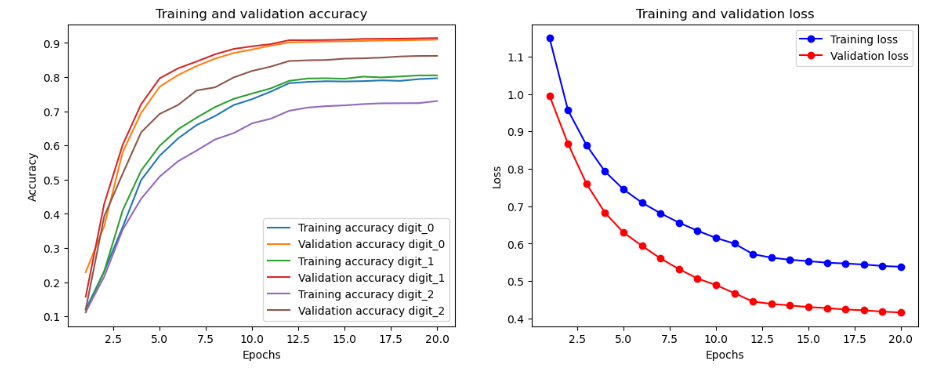 Training and validation accuracy
Accuracy
0.9
0.8
0.7
0.6
0.5
0.4
0.3
0.2
0.1
Training accuracy digit_0
Validation accuracy digit_0
Training accuracy digit_1
Validation accuracy digit_1
Training accuracy digit_2
Validation accuracy digit_2
2.5 5.0 7.5 10.0 12.5 15.0 17.5 20.0
Epochs
Training and validation loss
Loss
1.1
1.0
0.9
0.8
0.7
0.6
0.5
0.4
Training loss
Validation loss
2.5 5.0 7.5 10.0 12.5 15.0 17.5 20.0
Epochs